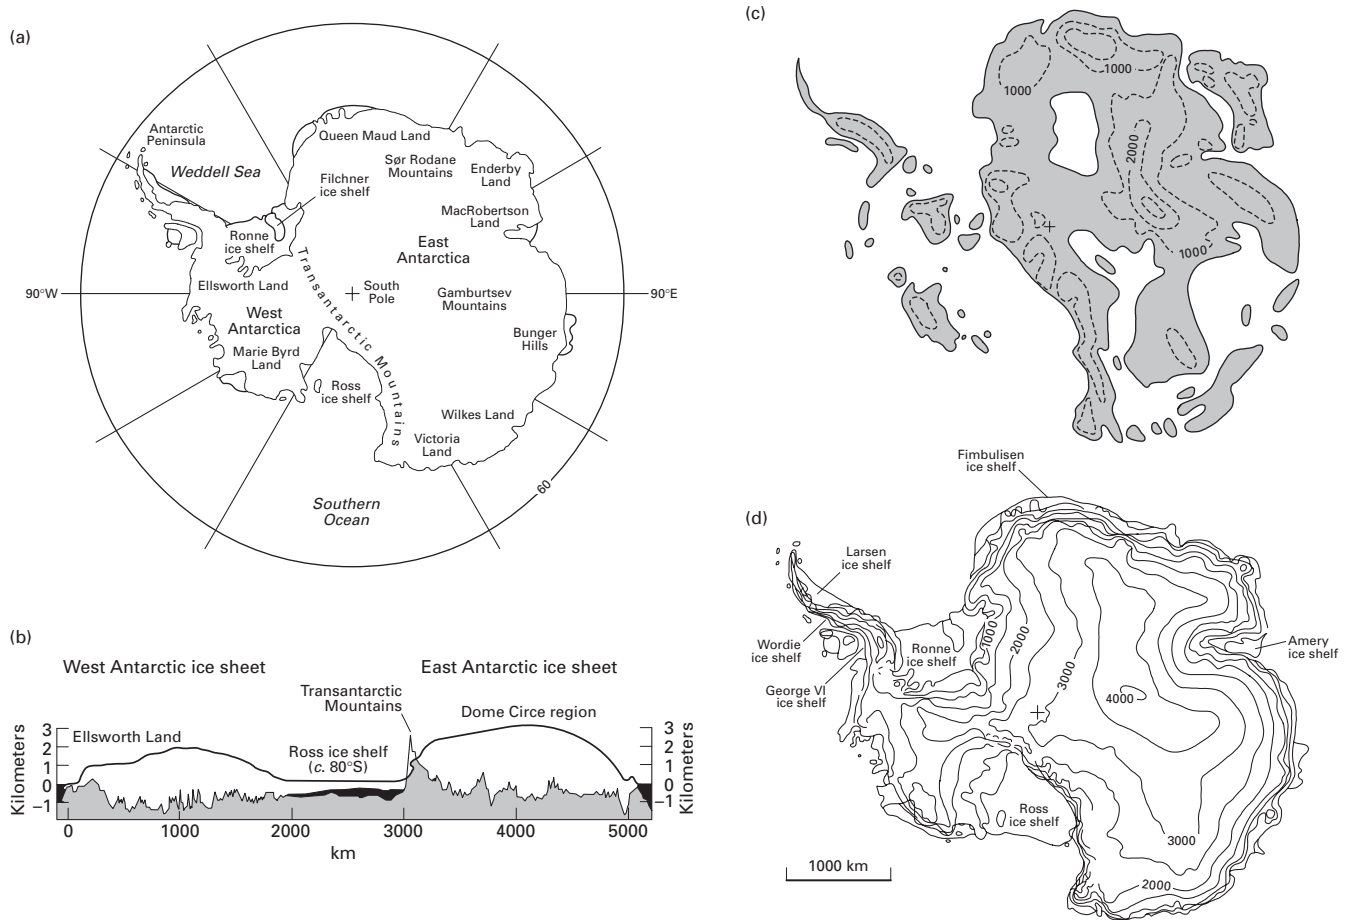 (a)
Antarctic
Peninsula
Weddell Sea
Queen Maud Land
Sør Rodane
Mountains
Enderby
Land
Filchner
ice shelf
MacRobertson
Land
Ronne
ice shelf
East
Antarctica
Transantarctic Mountains
90°W
Ellsworth Land
South
Pole
Gamburtsev
Mountains
90°E
West
Antarctica
Bunger
Hills
Marie Byrd
Land
Ross
ice shelf
Wilkes Land
Victoria
Land
60
Southern
Ocean
(b)
West Antarctic ice sheet
East Antarctic ice sheet
Transantarctic
Mountains
Dome Circe region
Ellsworth Land
Ross ice shelf
(c. 80°S)
Kilometers
3
2
1
0
−1
3
2
1
0
−1
Kilometers
0
1000
2000
3000
4000
5000
km
(c)
1000
1000
2000
1000
(d)
Fimbulisen
ice shelf
Larsen
ice shelf
Wordie
ice shelf
George VI
ice shelf
Ronne
ice shelf
1000
2000
3000
4000
Amery
ice shelf
Ross
ice shelf
3000
2000
1000 km